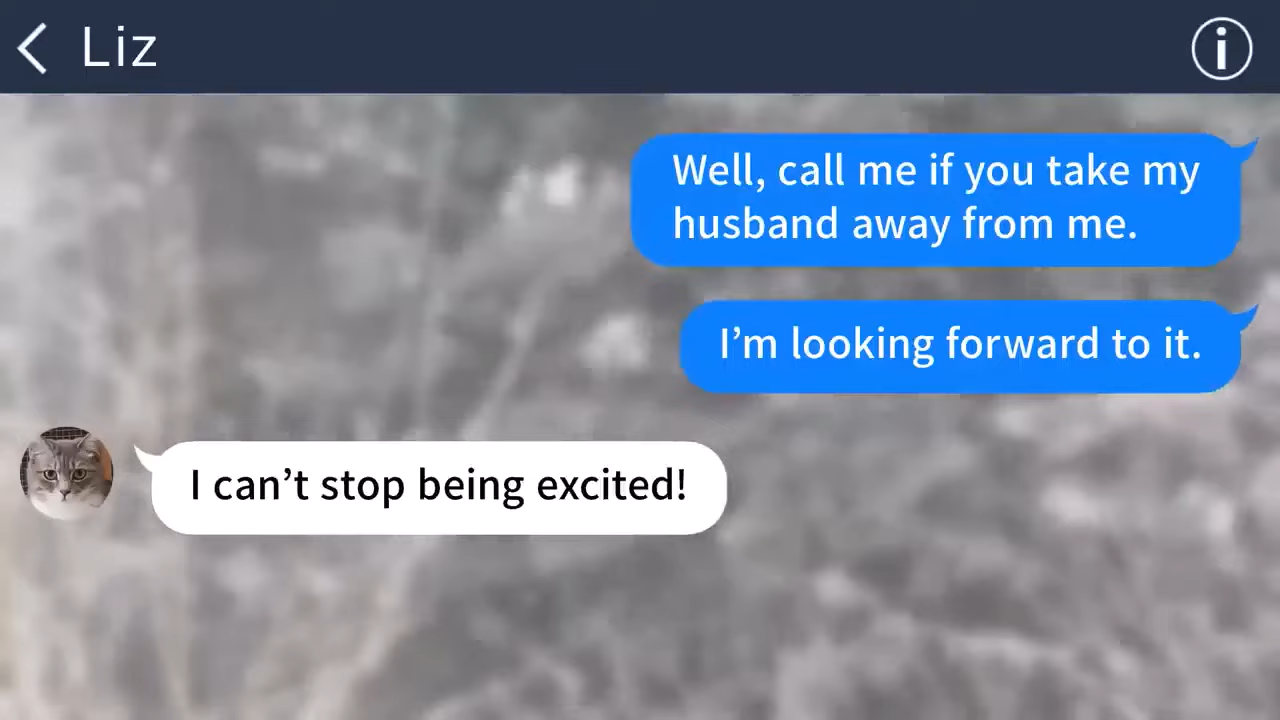 Liz
Well, call me if you take my
husband away from me.
I’m looking forward to it.
I can’t stop being excited!